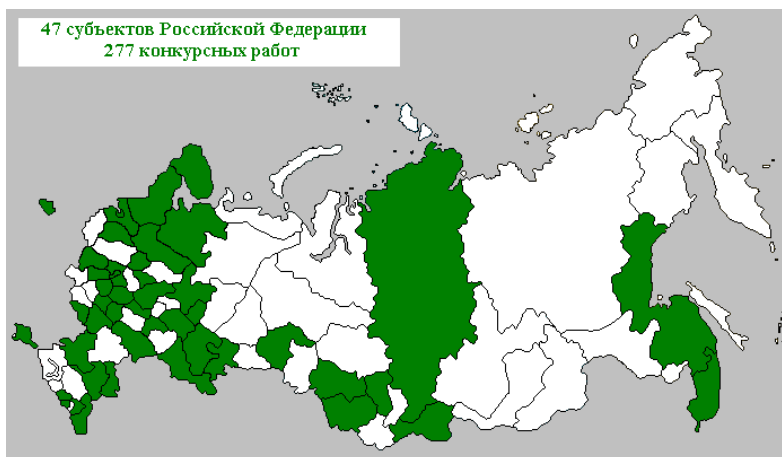 47 субъектов Российской Федерации
277 конкурсных работ